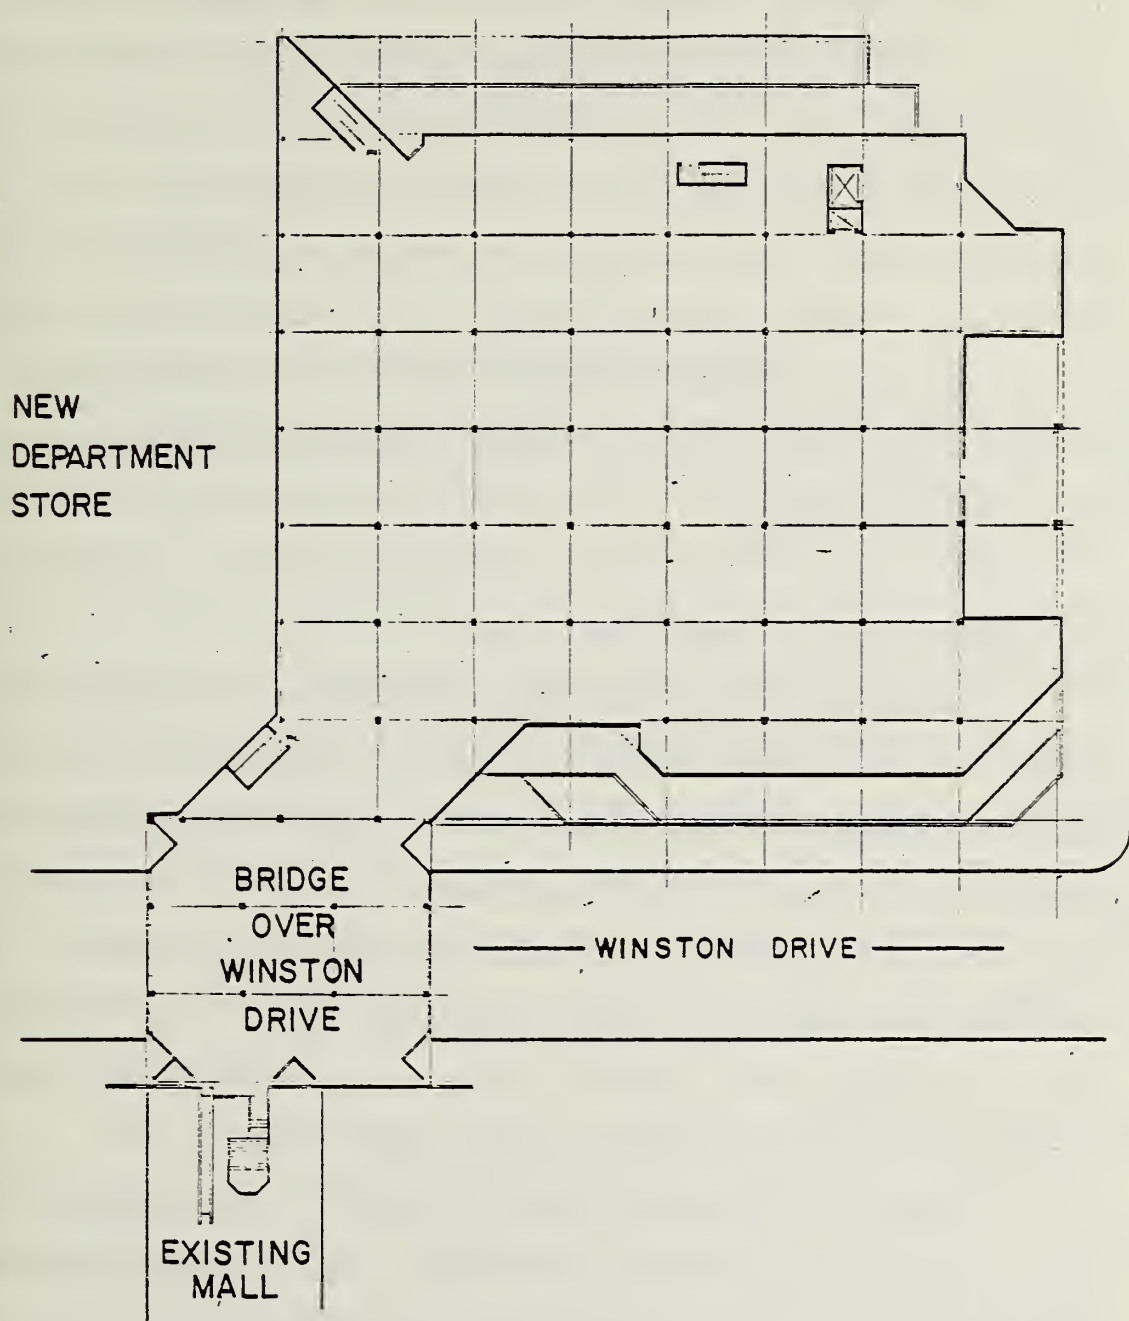 NEW
DEPARTMENT
STORE
BRIDGE
OVER
WINSTON
DRIVE
WINSTON DRIVE
EXISTING
MALL